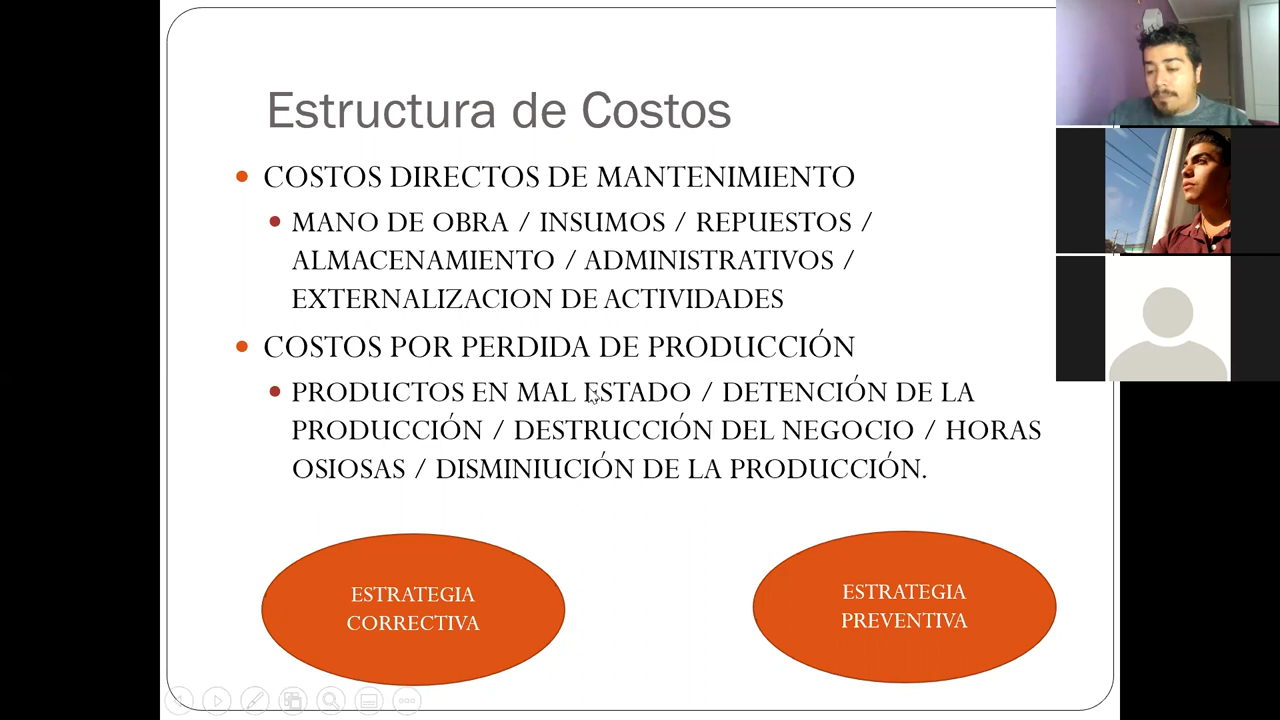 Estructura de Costos
COSTOS DIRECTOS DE MANTENIMIENTO
MANO DE OBRA / INSUMOS / REPUESTOS /
ALMACENAMIENTO / ADMINISTRATIVOS /
EXTERNALIZACION DE ACTIVIDADES
COSTOS POR PERDIDA DE PRODUCCIÓN
PRODUCTOS EN MAL ESTADO / DETENCIÓN DE LA
PRODUCCIÓN / DESTRUCCIÓN DEL NEGOCIO / HORAS
OSIOSAS / DISMINIUCIÓN DE LA PRODUCCIÓN.
ESTRATEGIA
CORRECTIVA
ESTRATEGIA
PREVENTIVA